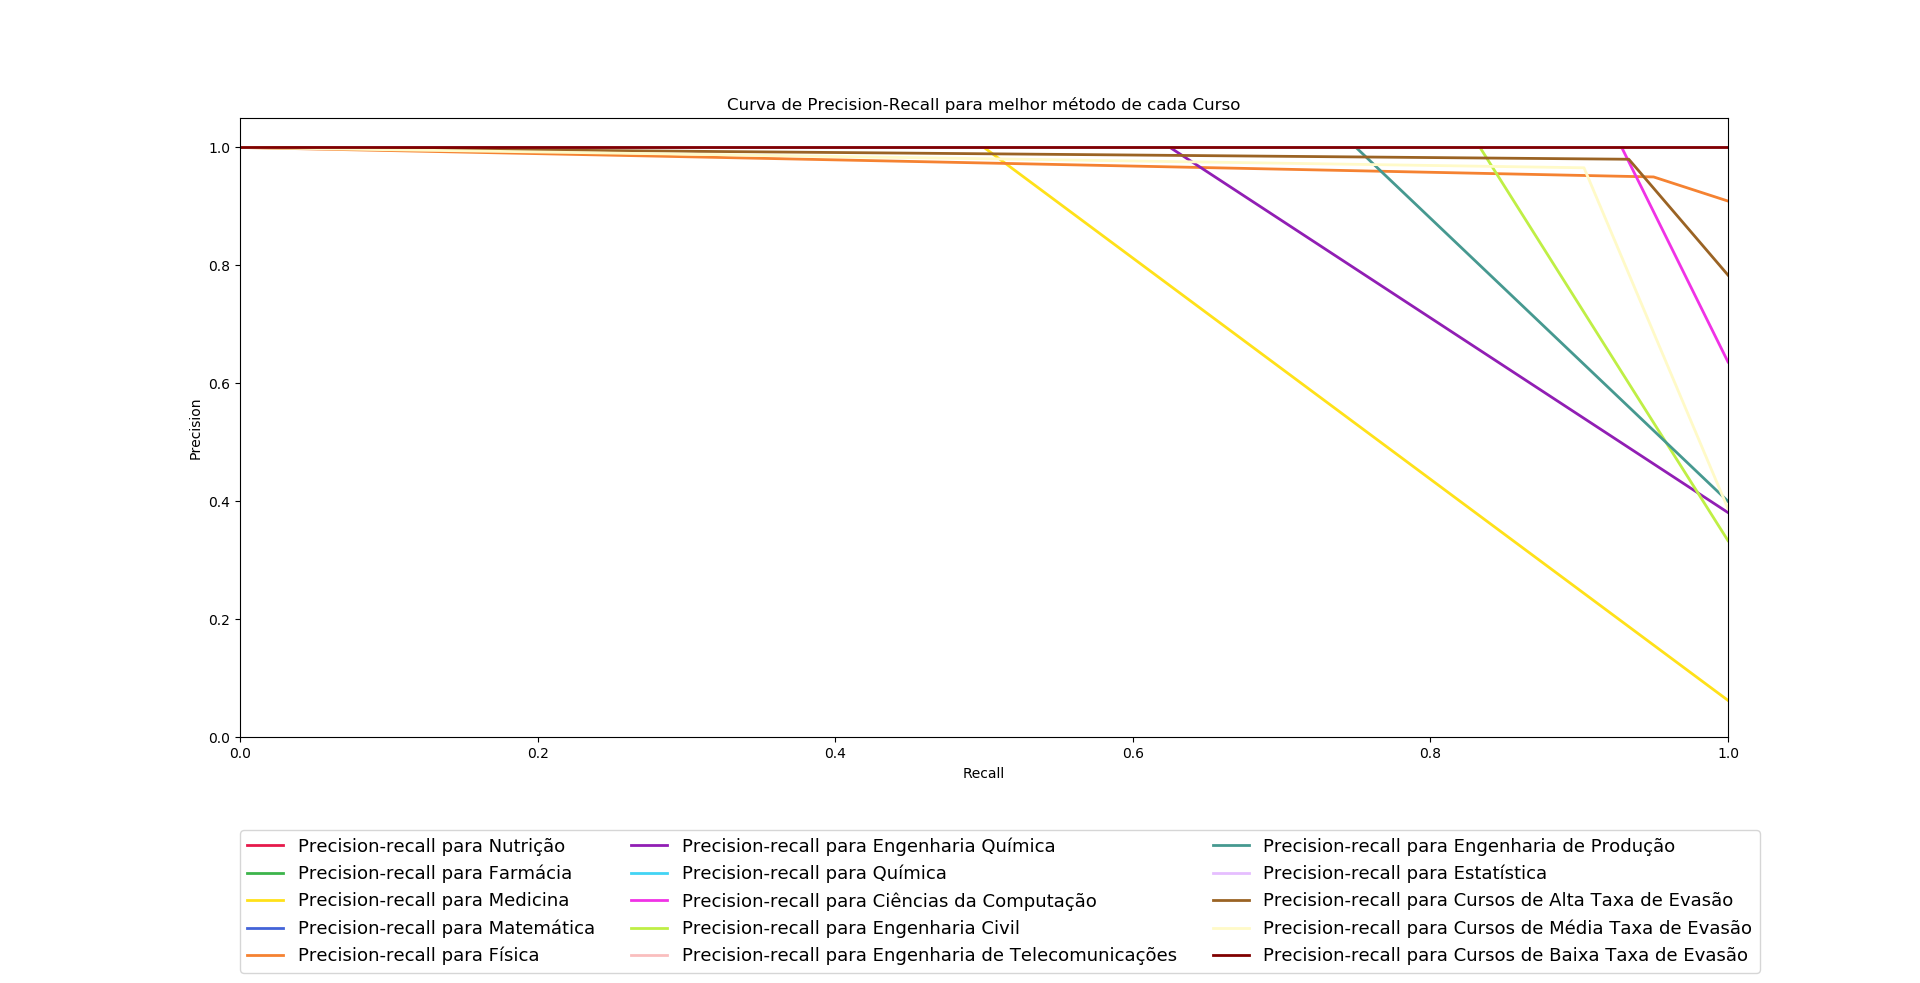 Curva de Precision-Recall para melhor método de cada Curso
1.0
0.8
0.6
0.4
0.2
0.0
Precision
0.0 0.2 0.4 0.6 0.8 1.0
Recall
Precision-recall para Nutrição
Precision-recall para Farmácia
Precision-recall para Medicina
Precision-recall para Matemática
Precision-recall para Física
Precision-recall para Engenharia Química
Precision-recall para Química
Precision-recall para Ciências da Computação
Precision-recall para Engenharia Civil
Precision-recall para Engenharia de Telecomunicações
Precision-recall para Engenharia de Produção
Precision-recall para Estatística
Precision-recall para Cursos de Alta Taxa de Evasão
Precision-recall para Cursos de Média Taxa de Evasão
Precision-recall para Cursos de Baixa Taxa de Evasão